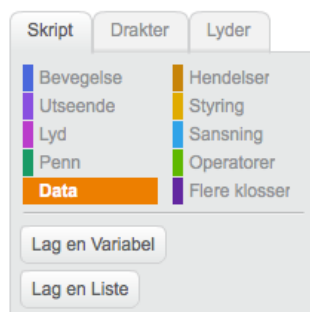 Skript Drakter Lyder
Bevegelse Hendelser
Utseende Styring
Lyd Sansning
Penn Operatorer
Data Flere klosser
Lag en Variabel
Lag en Liste